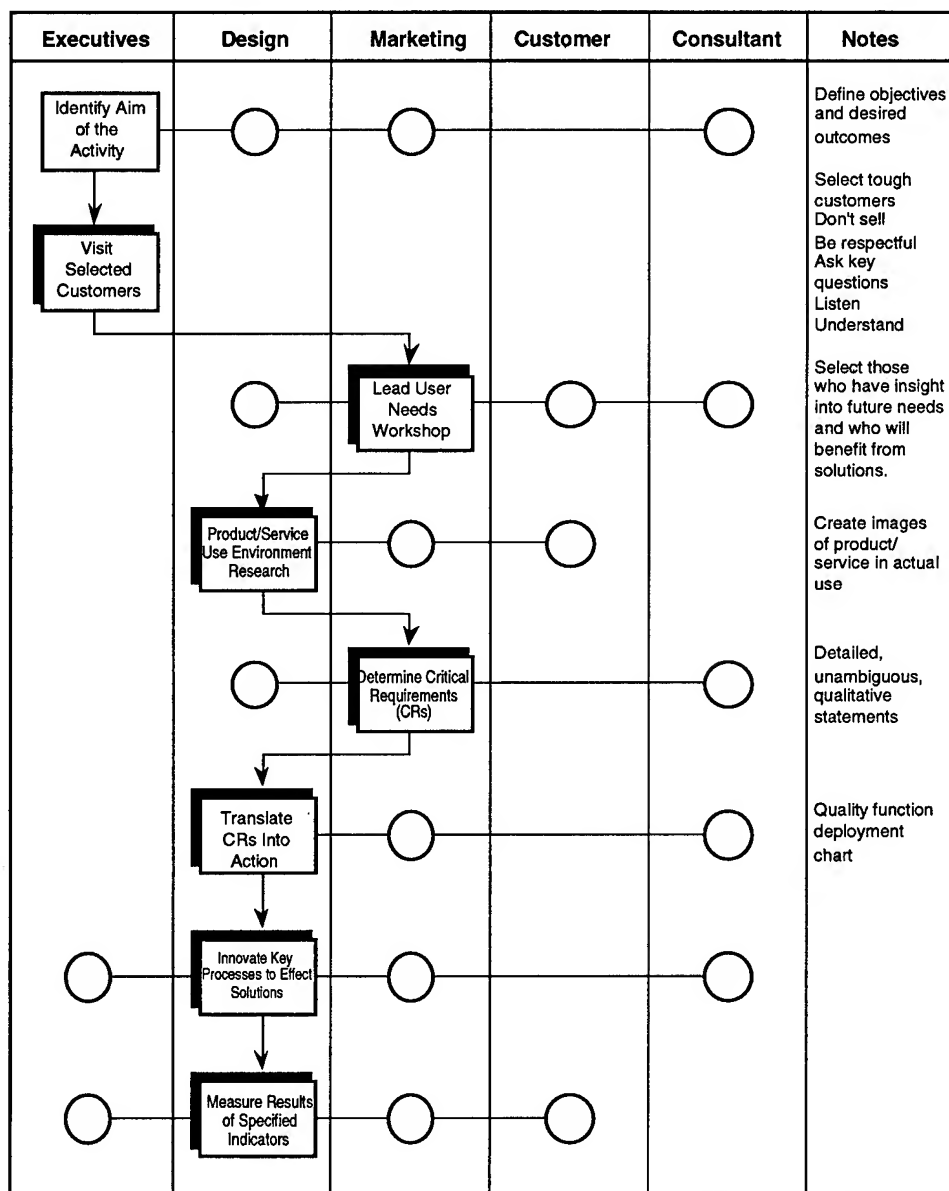 Executives Design Marketing Customer Consultant Notes
Identify Aim
of the
Activity
Define objectives
and desired
outcomes
Visit
Selected
Customers
Select tough
customers
Don't sell
Be respectful
Ask key
questions
Listen
Understand
Lead User
Needs
Workshop
Select those
who have insight
into future needs
and who will
benefit from
solutions.
Product/Service
Use Environment
Research
Create images
of product/
service in actual
use
Determine Critical
Requirements
(CRs)
Detailed,
unambiguous,
qualitative
statements
Translate
CRs Into
Action
Quality function
deployment
chart
Innovate Key
Processes to Effect
Solutions
Measure Results
of Specified
Indicators